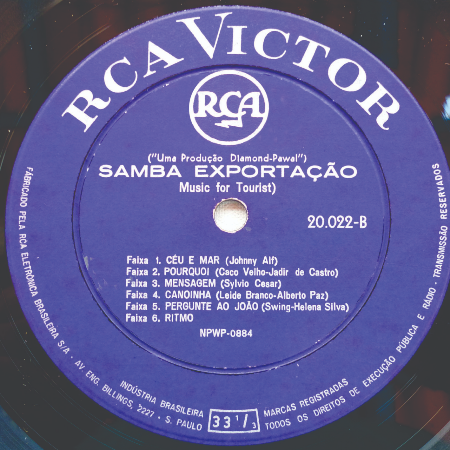 RCA VICTOR
RCA
("Uma Produção Diamond-Pawal")
SAMBA EXPORTAÇÃO
Music for Tourist)
20.022-B
Faixa 1. CÉU E MAR (Johnny Alf)
Faixa 2. POURQUOI (Caco Velho-Jadir de Castro)
Faixa 3. MENSAGEM (Sylvio Cesar)
Faixa 4. CANOINHA (Leide Branco-Alberto Paz)
Faixa 5. PERGUNTE AO JOÃO (Swing-Helena Silva)
Faixa 6. RITMO
NPWP-0884
FABRICADO PELA RCA ELETRÔNICA BRASILEIRA S/A - AV. ENG. BILLINGS, 2227 • S. PAULO
INDÚSTRIA BRASILEIRA
33 1/3
MARCAS REGISTRADAS
TODOS OS DIREITOS DE EXECUÇÃO PÚBLICA E RÁDIO - TRANSMISSÃO RESERVADOS